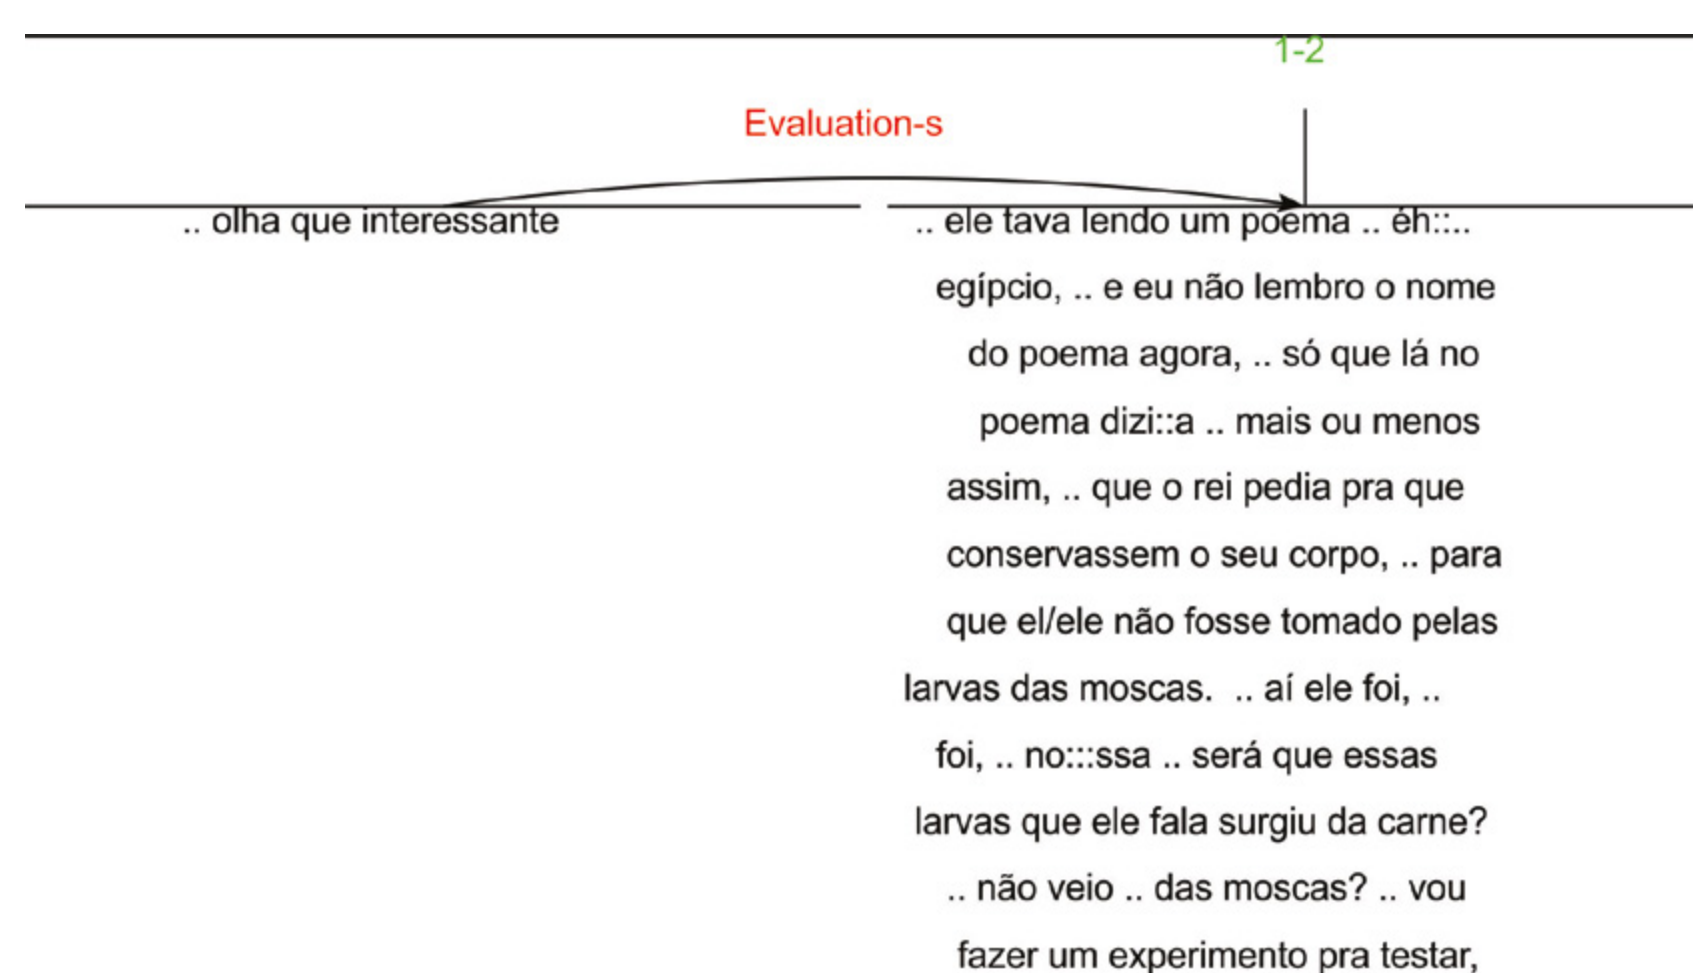 1-2
Evaluation-s
.. olha que interessante
.. ele tava lendo um poema .. éh::..
egípcio, .. e eu não lembro o nome
do poema agora, .. só que lá no
poema dizi::a .. mais ou menos
assim, .. que o rei pedia pra que
conservassem o seu corpo, .. para
que el/ele não fosse tomado pelas
larvas das moscas. .. aí ele foi, ..
foi, .. no:::ssa .. será que essas
larvas que ele fala surgiu da carne?
.. não veio .. das moscas? .. vou
fazer um experimento pra testar,